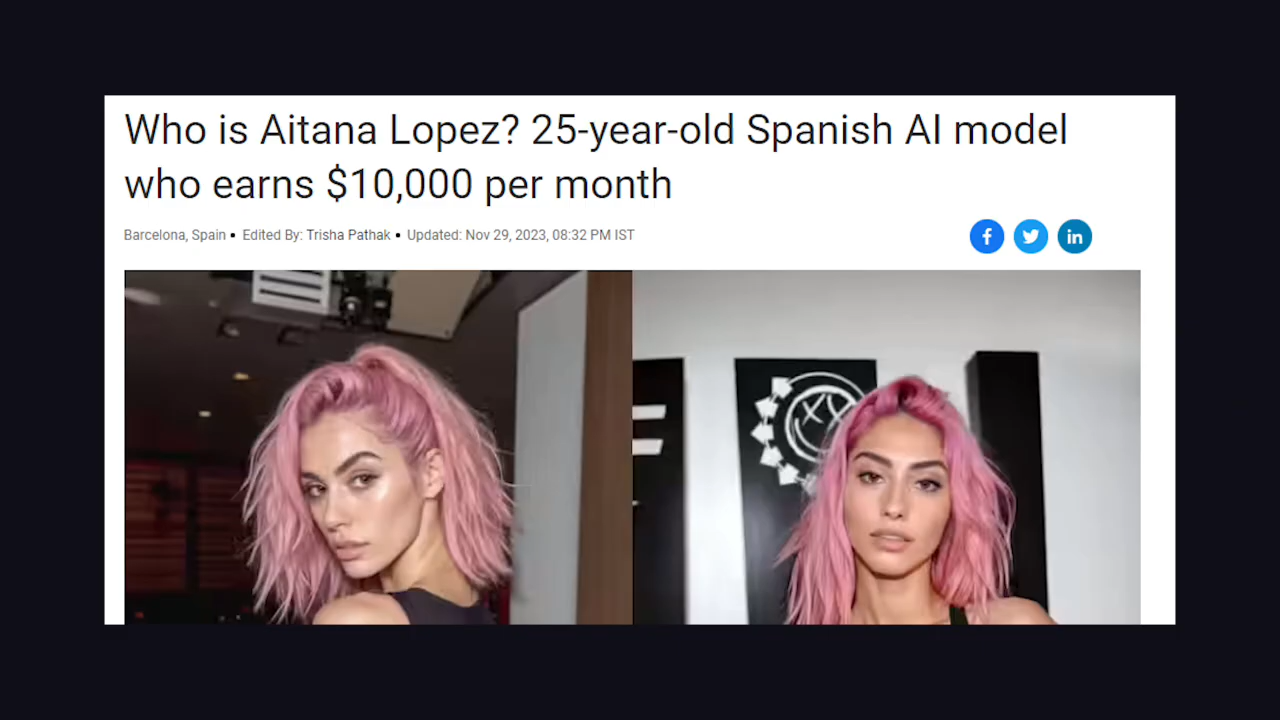 Who is Aitana Lopez? 25-year-old Spanish AI model
who earns $10,000 per month
Barcelona, Spain • Edited By: Trisha Pathak • Updated: Nov 29, 2023, 08:32 PM IST